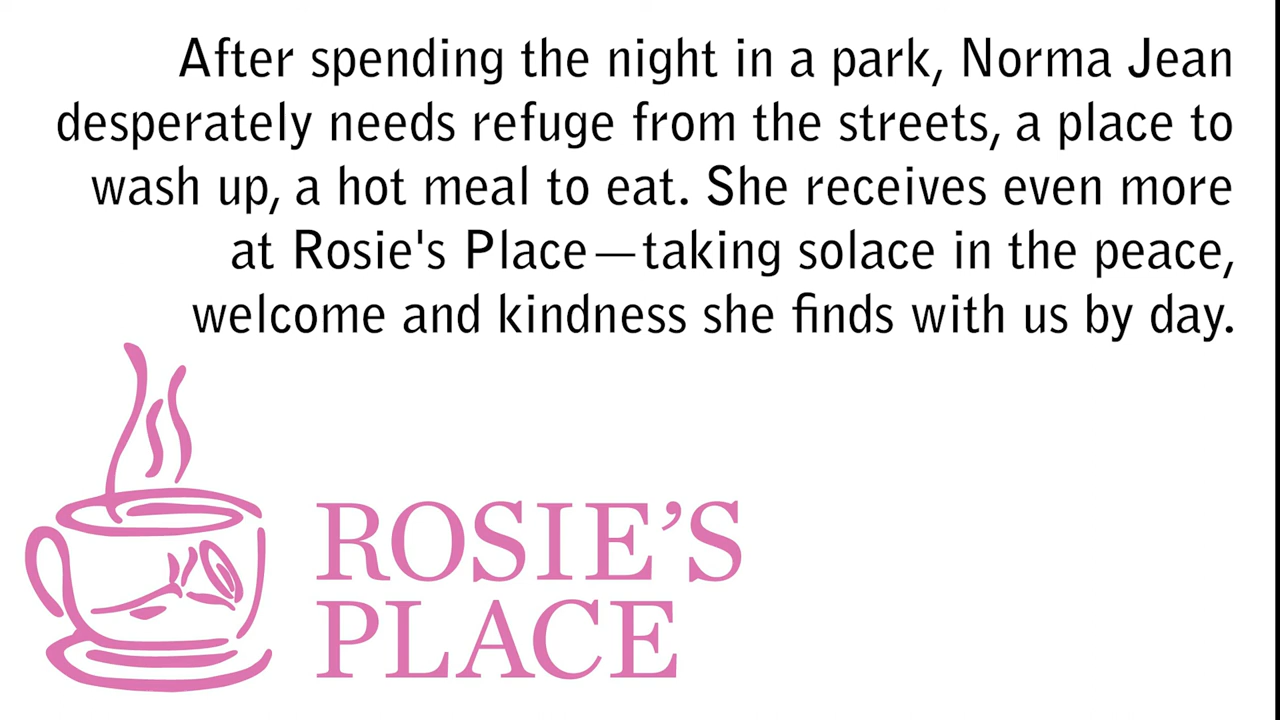 After spending the night in a park, Norma Jean
desperately needs refuge from the streets, a place to
wash up, a hot meal to eat. She receives even more
at Rosie's Place—taking solace in the peace,
welcome and kindness she finds with us by day.
ROSIE’S
PLACE